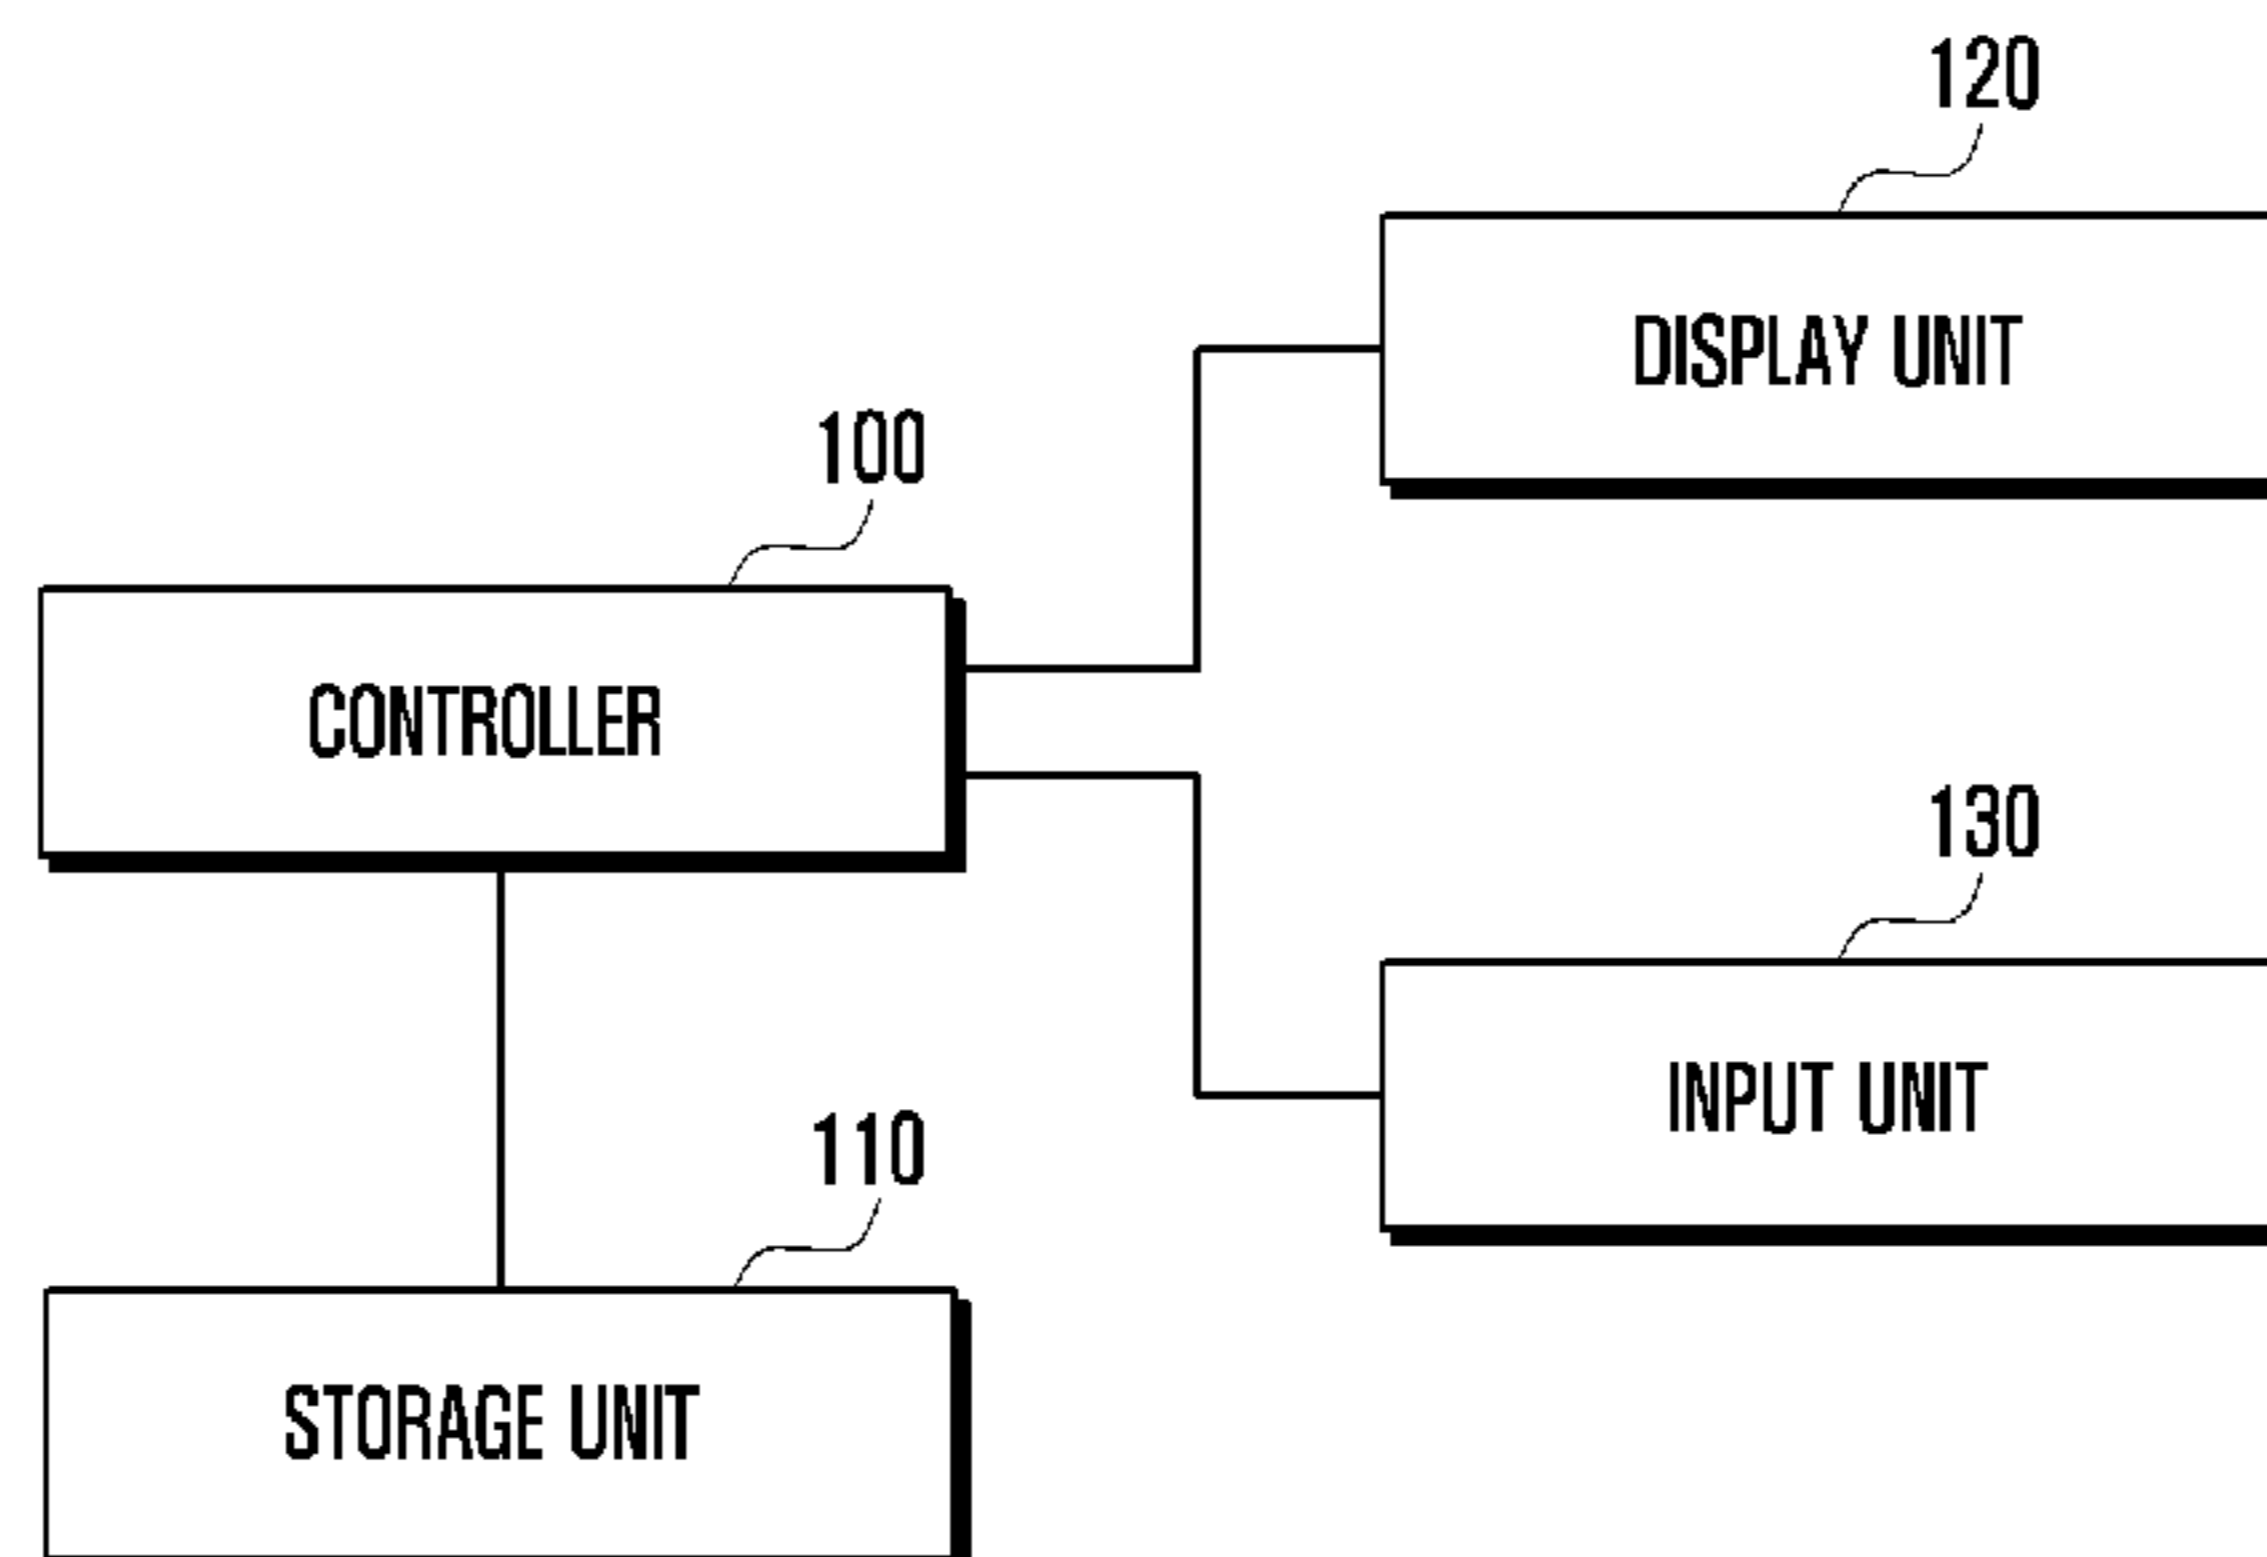 120
DISPLAY UNIT
100
CONTROLLER
130
INPUT UNIT
110
STORAGE UNIT